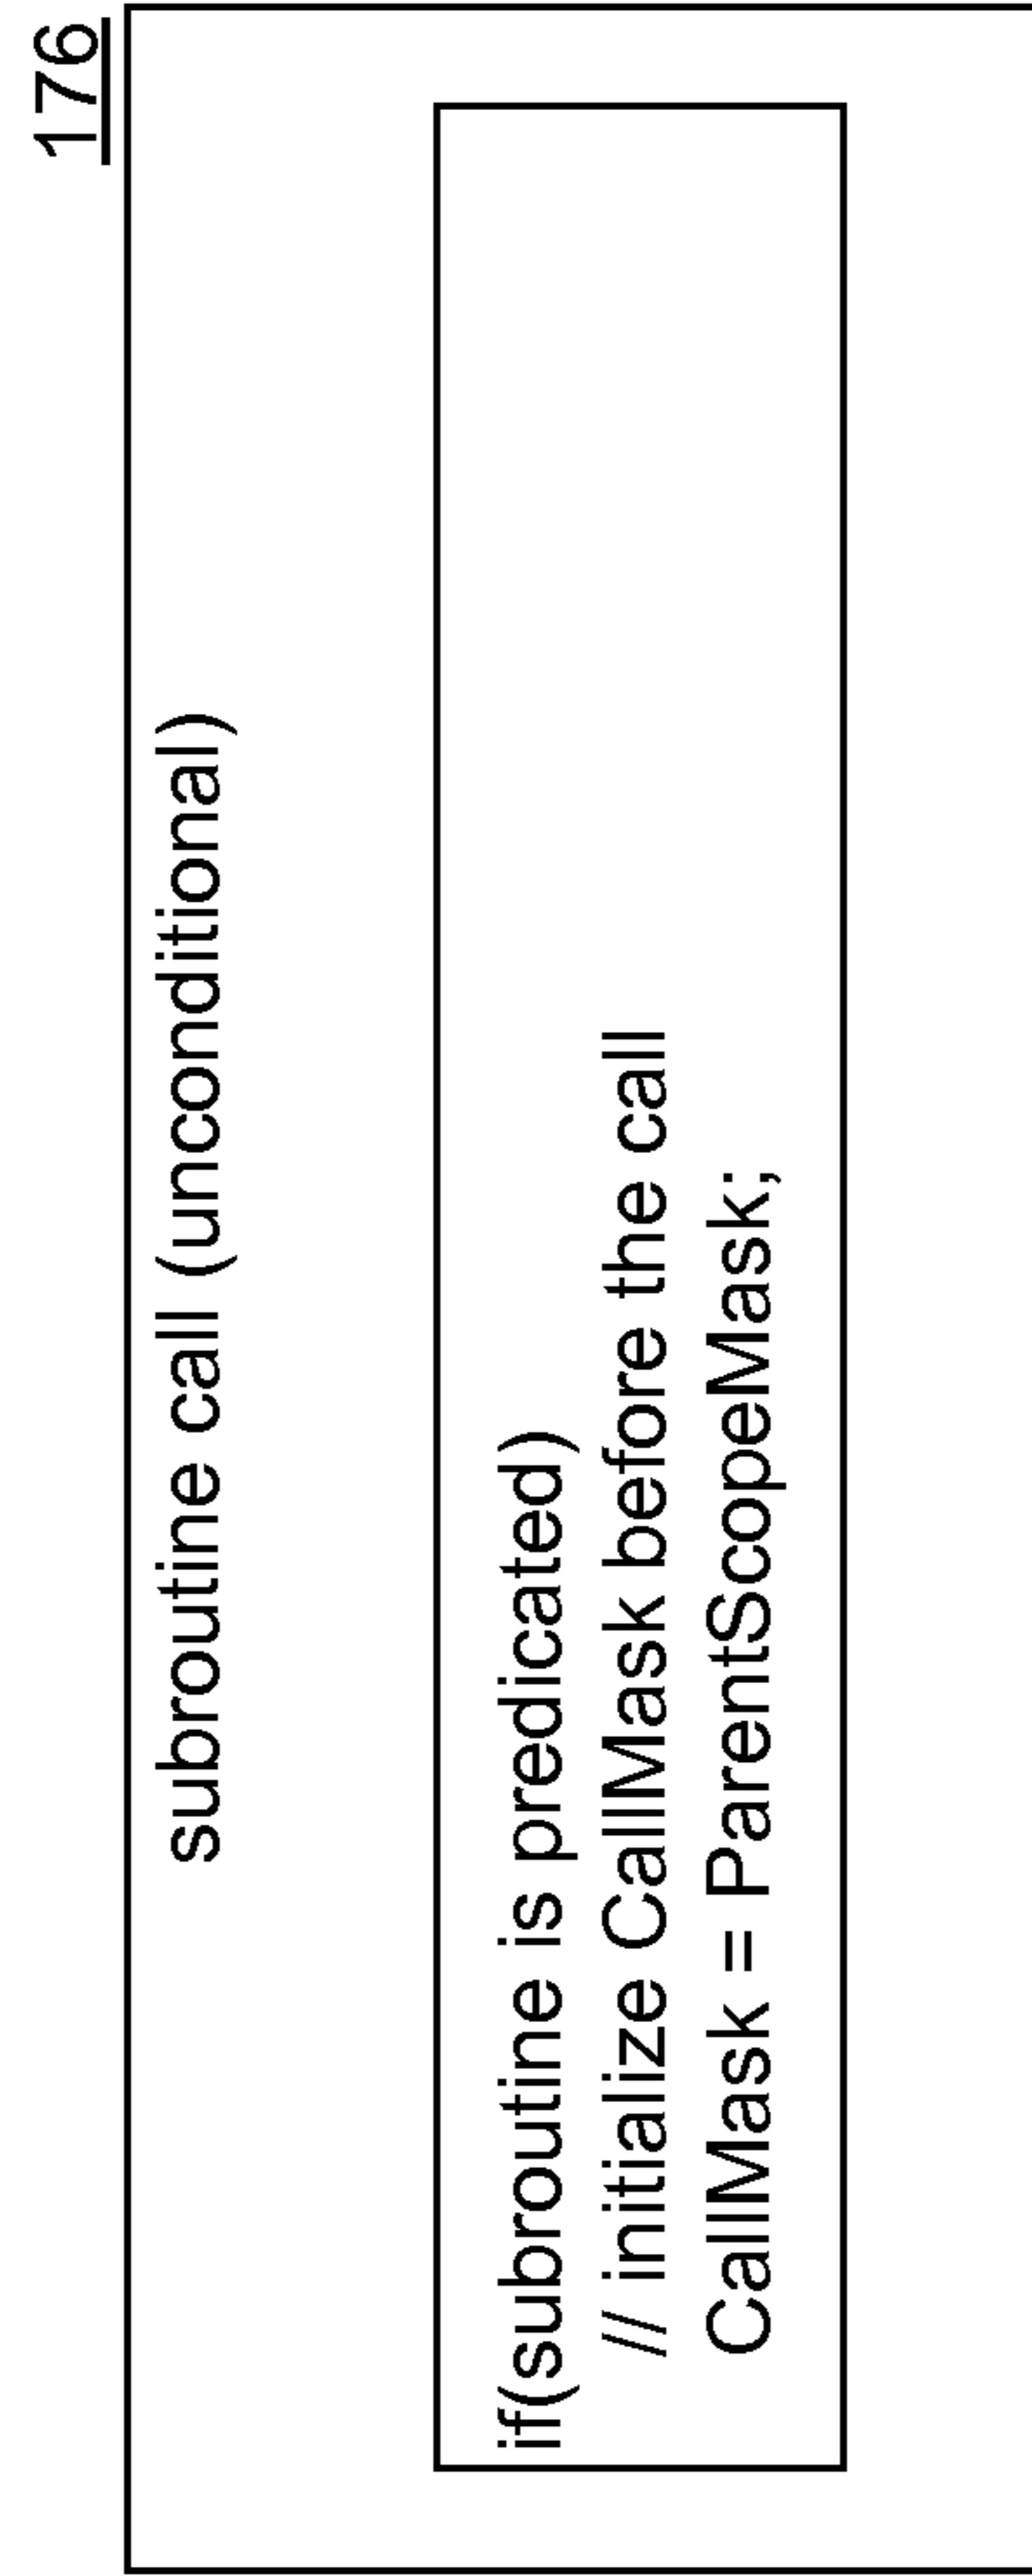 176
subroutine call (unconditional)
if(subroutine is predicated)
// initialize CallMask before the call
CallMask = ParentScopeMask;